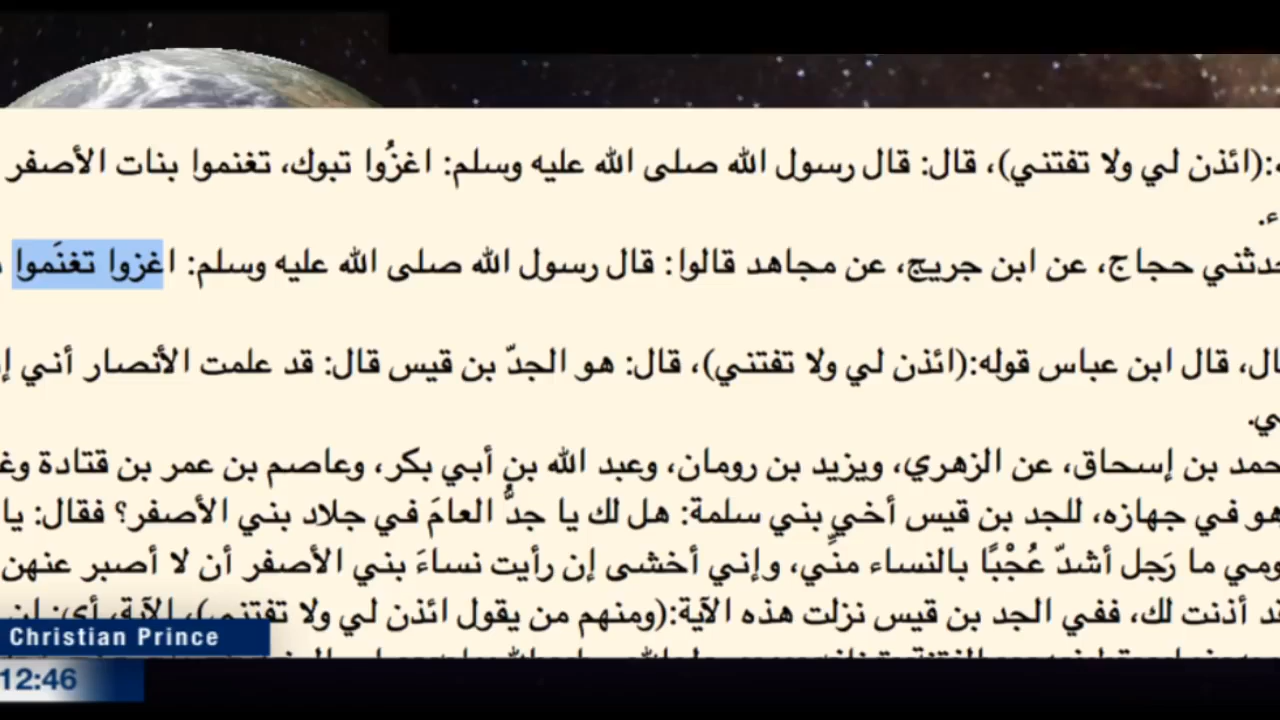 :(ائذن لي ولا تفتني)، قال: قال رسول الله صلى الله عليه وسلم: اغزُوا تبوك، تغنموا بنات الأصفر
ء.
حدثني حجاج، عن ابن جريج، عن مجاهد قالوا: قال رسول الله صلى الله عليه وسلم: اغزوا تغنَموا
قال، قال ابن عباس قوله:(ائذن لي ولا تفتني)، قال: هو الجدّ بن قيس قال: قد علمت الأنصار أني
ي.
حمد بن إسحاق، عن الزهري، ويزيد بن رومان، وعبد الله بن أبي بكر، وعاصم بن عمر بن قتادة
هو في جهازه، للجد بن قيس أخي بني سلمة: هل لك يا جدُّ العامَ في جلاد بني الأصفر؟ فقال: يا
ومي ما رَجل أشدّ عُجْبًا بالنساء منِّي، وإني أخشى إن رأيت نساءَ بني الأصفر أن لا أصبر عنهن
قد أذنت لك، ففي الجد بن قيس نزلت هذه الآية:(ومنهم من يقول ائذن لي ولا تفتني)، الآية، أي: إن
Christian Prince
12:46